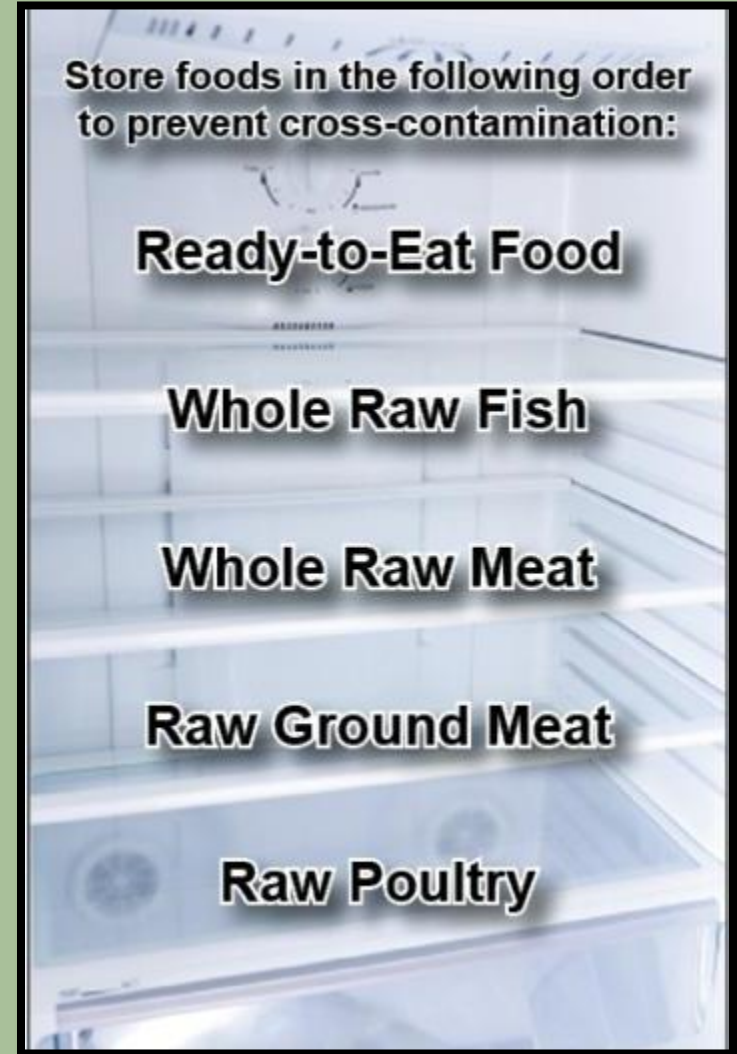 Store foods in the following order
to prevent cross-contamination:
Ready-to-Eat Food
Whole Raw Fish
Whole Raw Meat
Raw Ground Meat
Raw Poultry